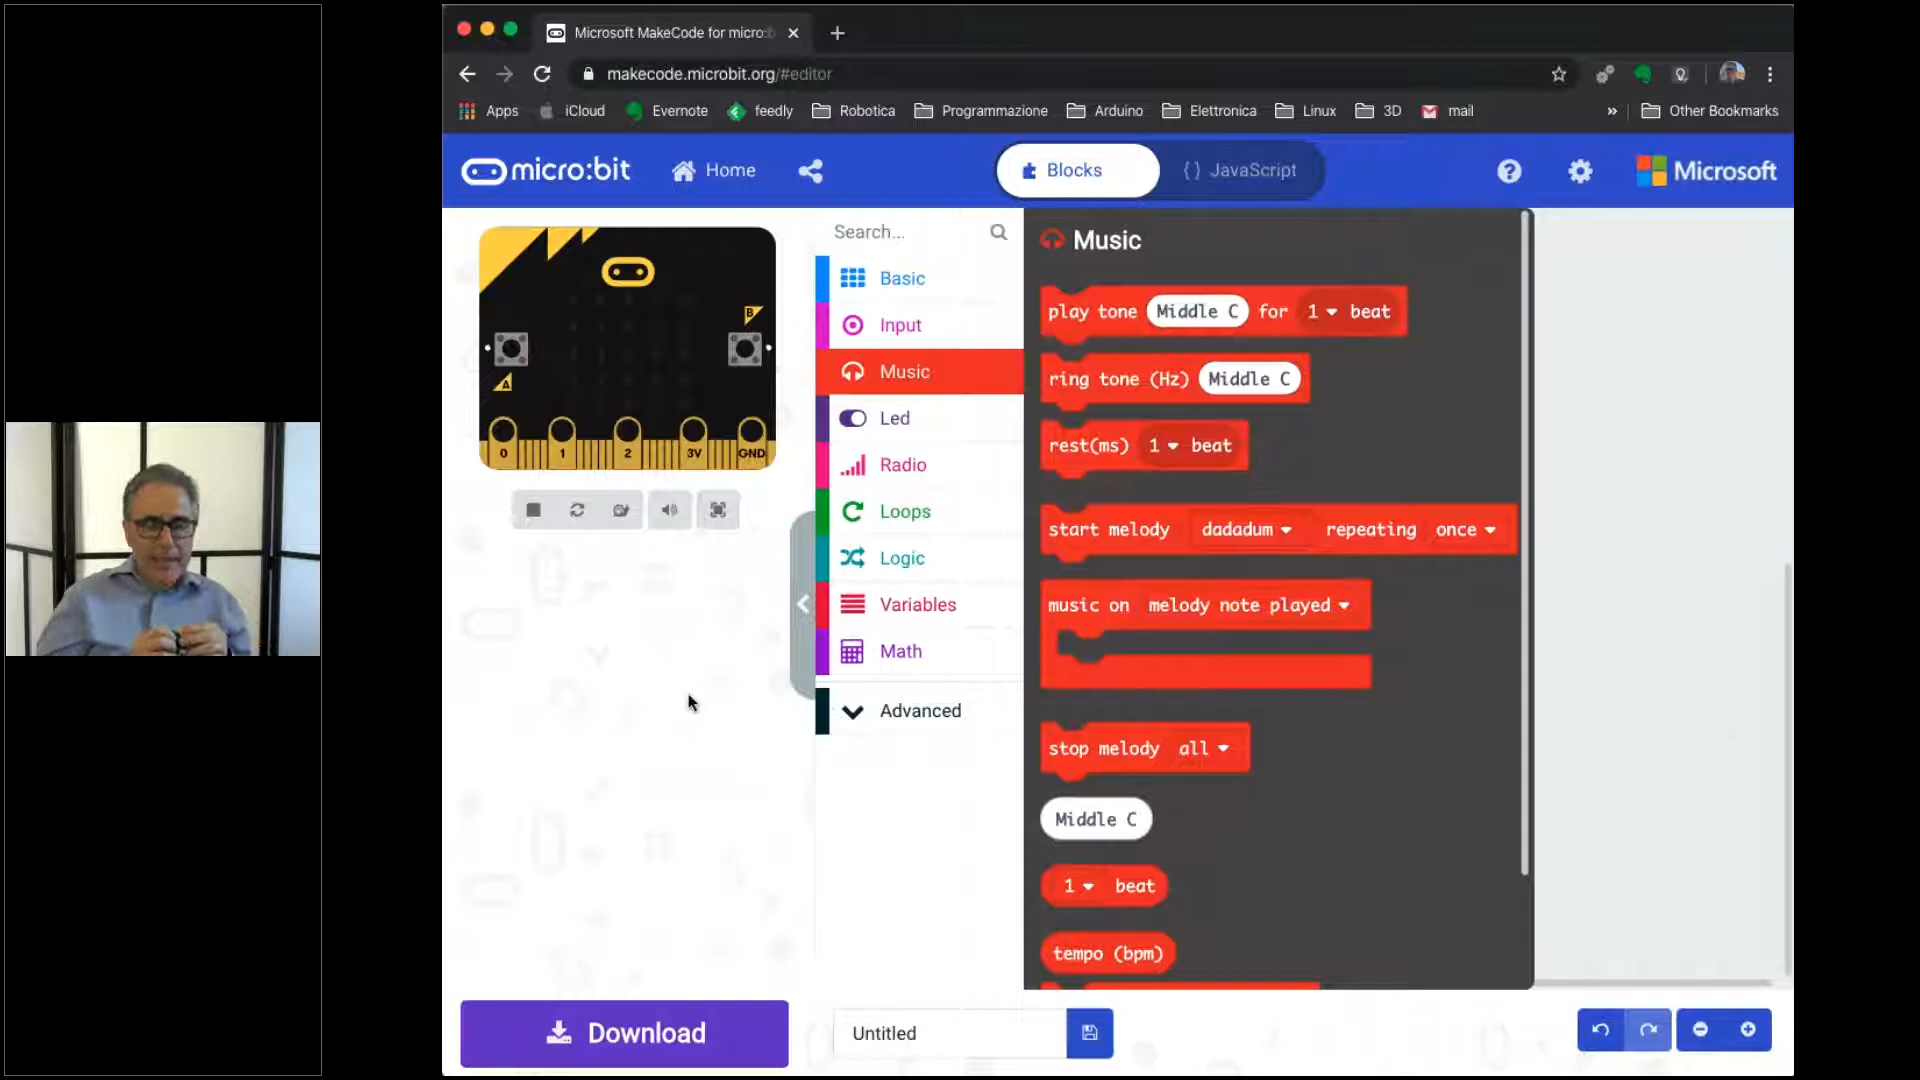 Microsoft MakeCode for micro:b
makecode.microbit.org/#editor
Apps iCloud Evernote feedly Robotica Programmazione Arduino Elettronica Linux 3D mail » Other Bookmarks
micro:bit Home Blocks {} JavaScript ? Microsoft
Search...
Basic
Input
Music
Led
Radio
Loops
Logic
Variables
Math
Advanced
B
A
0 1 2 3V GND
Music
play tone Middle C for 1 beat
ring tone (Hz) Middle C
rest(ms) 1 beat
start melody dadadum repeating once
music on melody note played
stop melody all
Middle C
1 beat
tempo (bpm)
Download
Untitled